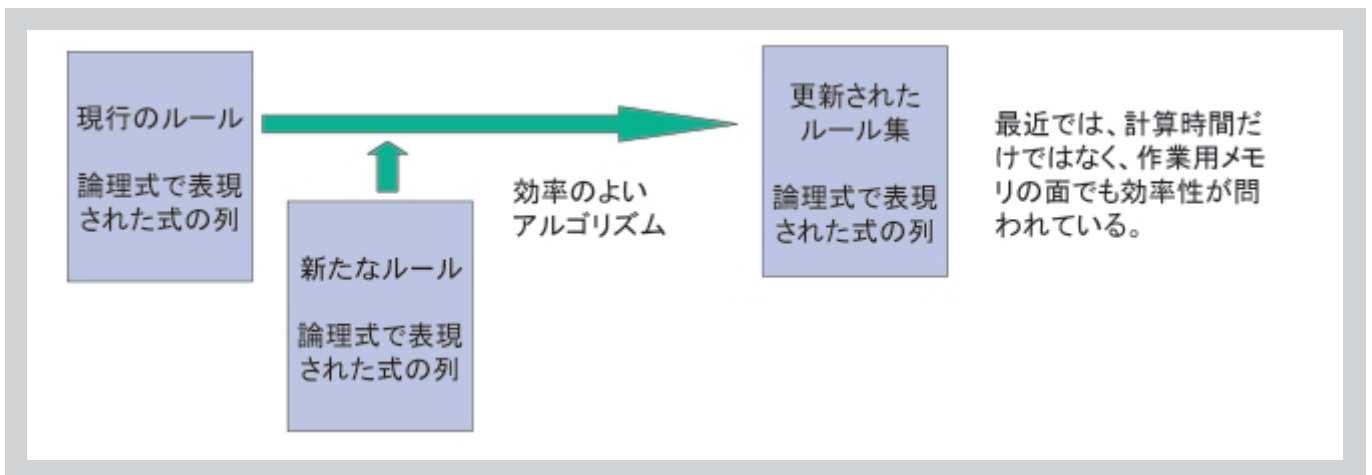 現行のルール
論理式で表現
された式の列
新たなルール
論理式で表現
された式の列
効率のよい
アルゴリズム
更新された
ルール集
論理式で表現
された式の列
最近では、計算時間だ
けではなく、作業用メモ
リの面でも効率性が問
われている。